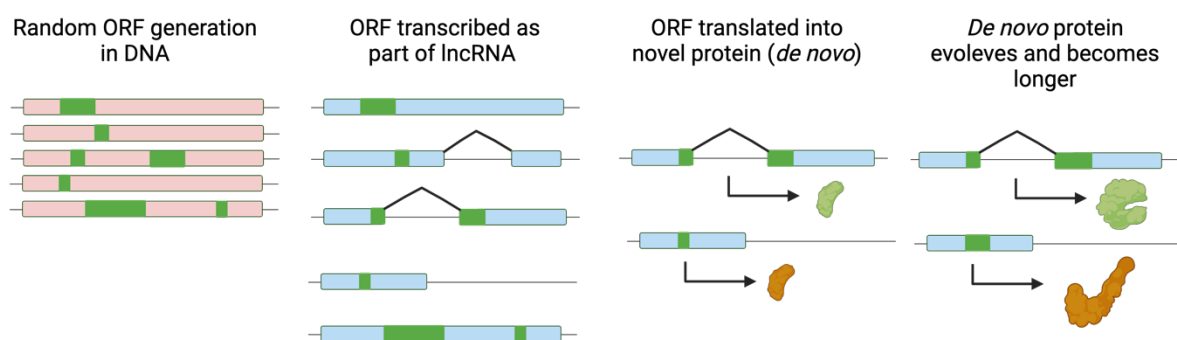 Random ORF generation
in DNA
ORF transcribed as
part of lncRNA
ORF translated into
novel protein (de novo)
De novo protein
evoleves and becomes
longer